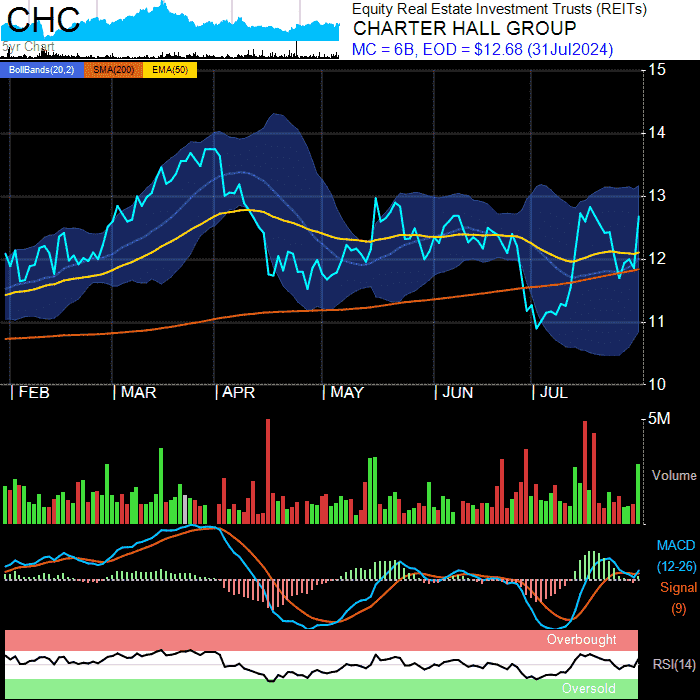 CHC
Equity Real Estate Investment Trusts (REITs)
CHARTER HALL GROUP
MC = 6B, EOD = $12.68 (31Jul2024)
5yr Chart
BollBands(20,2) SMA(200) EMA(50)
15
14
13
12
11
10
FEB MAR APR MAY JUN JUL
5M
Volume
MACD
(12-26)
Signal
(9)
Overbought
RSI(14)
Oversold